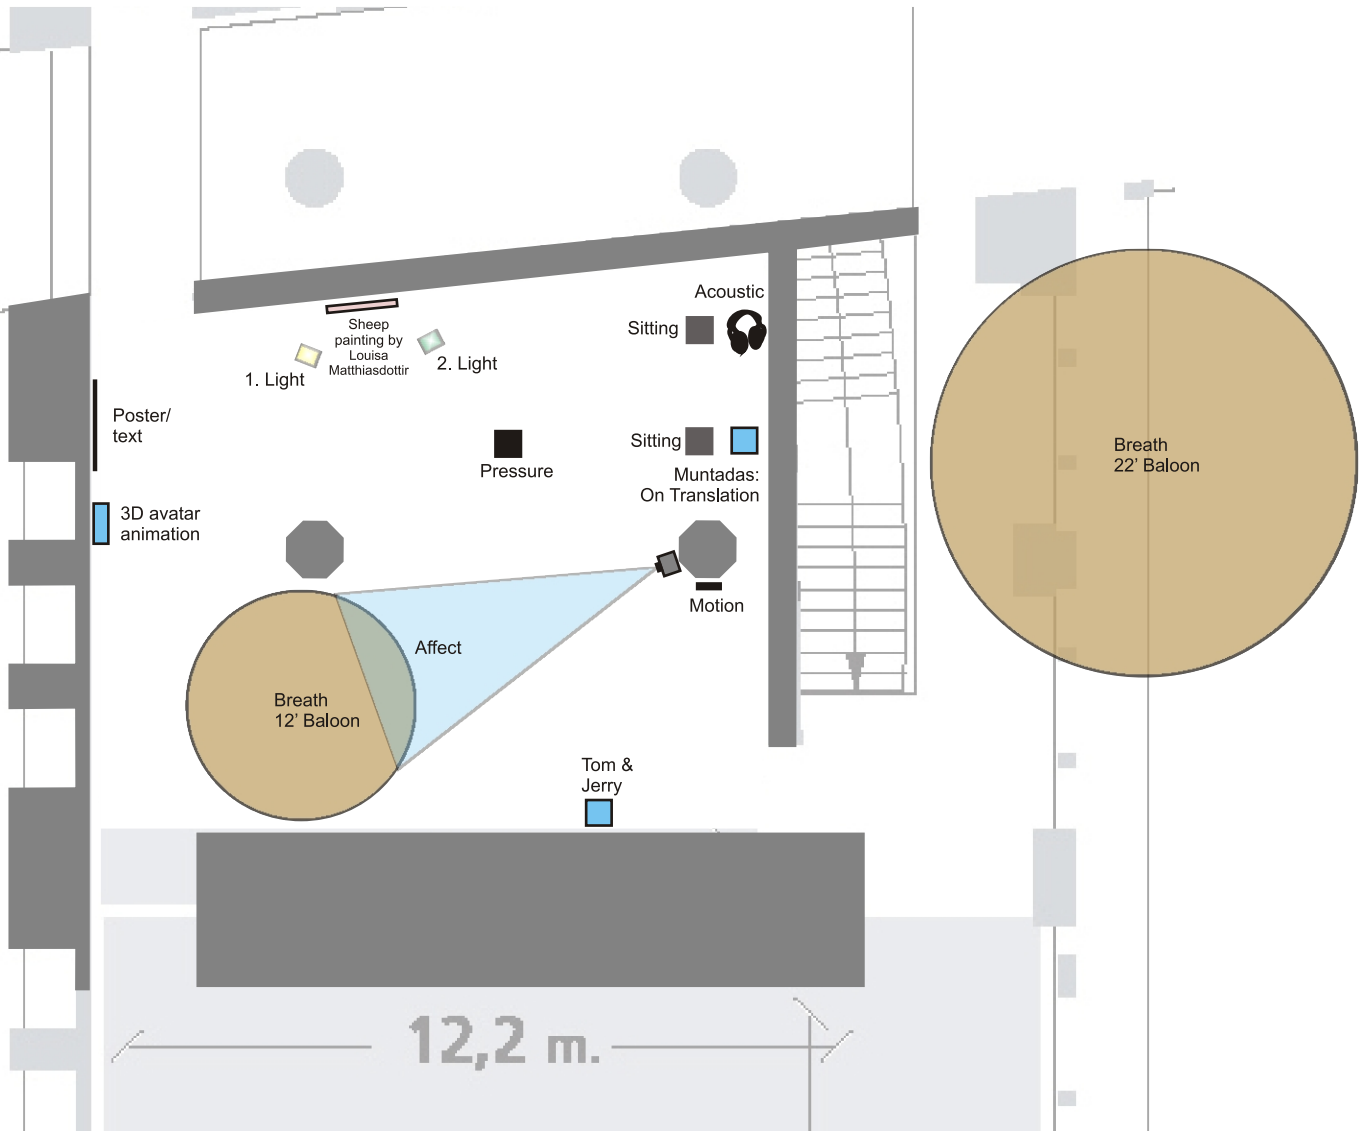 Acoustic
Sitting
Sheep
painting by
Louisa
Matthiasdottir
1. Light
2. Light
Poster/
text
Sitting
Pressure
Muntadas:
On Translation
Breath
22’ Baloon
3D avatar
animation
Motion
Affect
Breath
12’ Baloon
Tom &
Jerry
12,2 m.